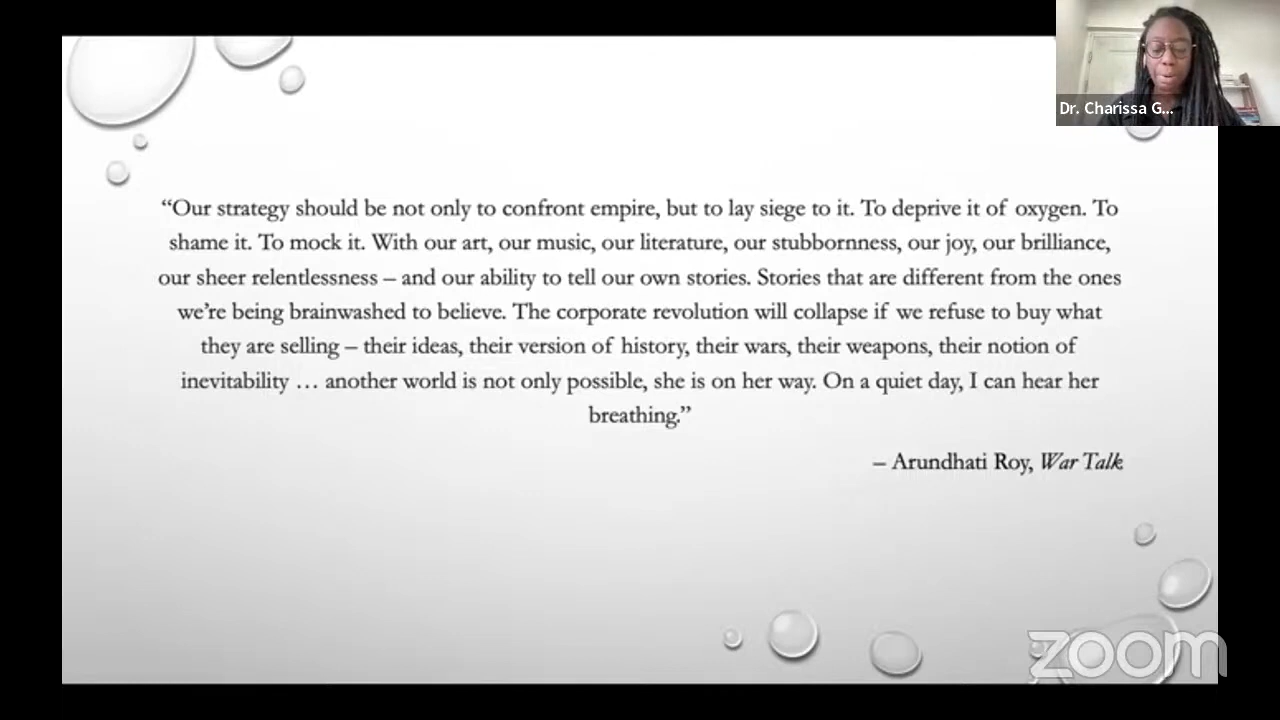 Dr. Charissa G...
“Our strategy should be not only to confront empire, but to lay siege to it. To deprive it of oxygen. To
shame it. To mock it. With our art, our music, our literature, our stubbornness, our joy, our brilliance,
our sheer relentlessness – and our ability to tell our own stories. Stories that are different from the ones
we’re being brainwashed to believe. The corporate revolution will collapse if we refuse to buy what
they are selling – their ideas, their version of history, their wars, their weapons, their notion of
inevitability … another world is not only possible, she is on her way. On a quiet day, I can hear her
breathing.”
– Arundhati Roy, War Talk
zoom